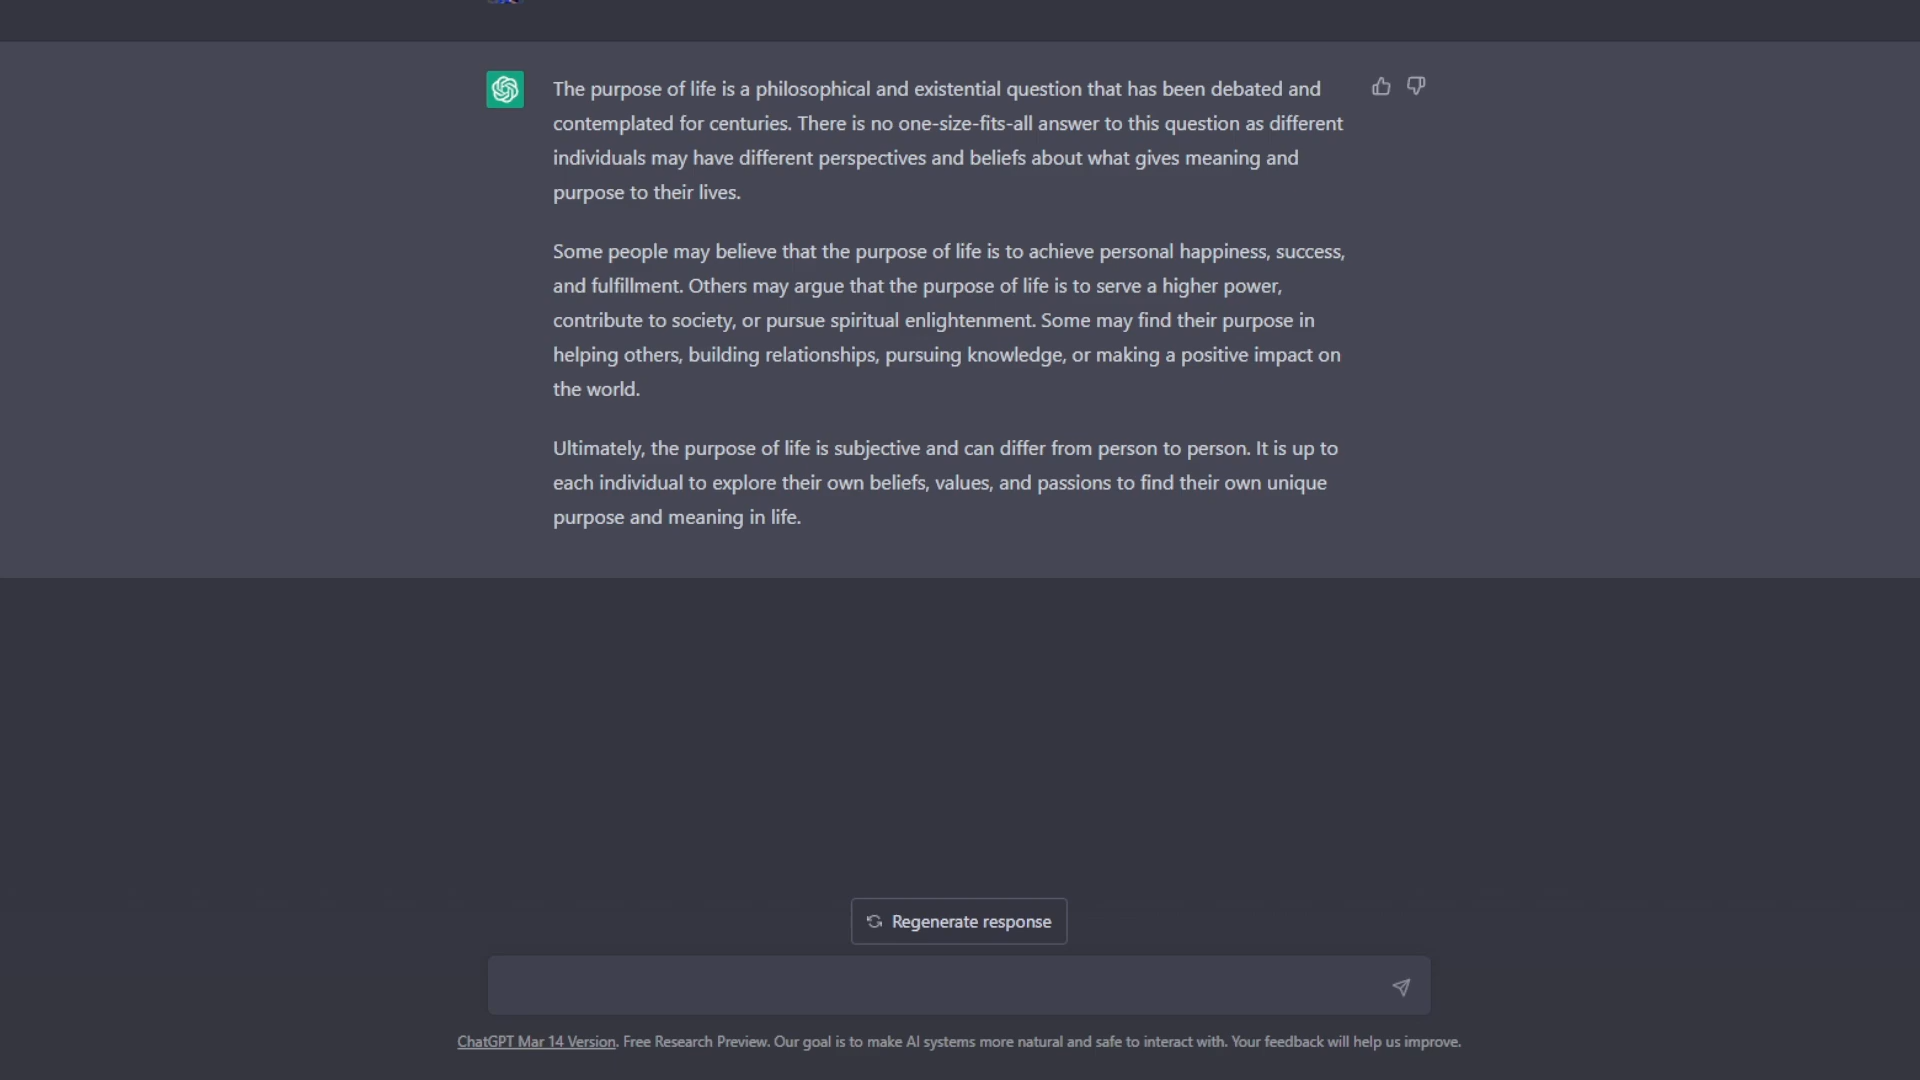 The purpose of life is a philosophical and existential question that has been debated and
contemplated for centuries. There is no one-size-fits-all answer to this question as different
individuals may have different perspectives and beliefs about what gives meaning and
purpose to their lives.
Some people may believe that the purpose of life is to achieve personal happiness, success,
and fulfillment. Others may argue that the purpose of life is to serve a higher power,
contribute to society, or pursue spiritual enlightenment. Some may find their purpose in
helping others, building relationships, pursuing knowledge, or making a positive impact on
the world.
Ultimately, the purpose of life is subjective and can differ from person to person. It is up to
each individual to explore their own beliefs, values, and passions to find their own unique
purpose and meaning in life.
Regenerate response
ChatGPT Mar 14 Version. Free Research Preview. Our goal is to make AI systems more natural and safe to interact with. Your feedback will help us improve.